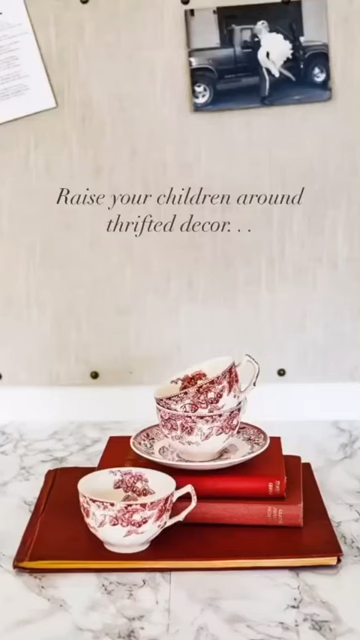 Raise your children around
thrifted decor. . .